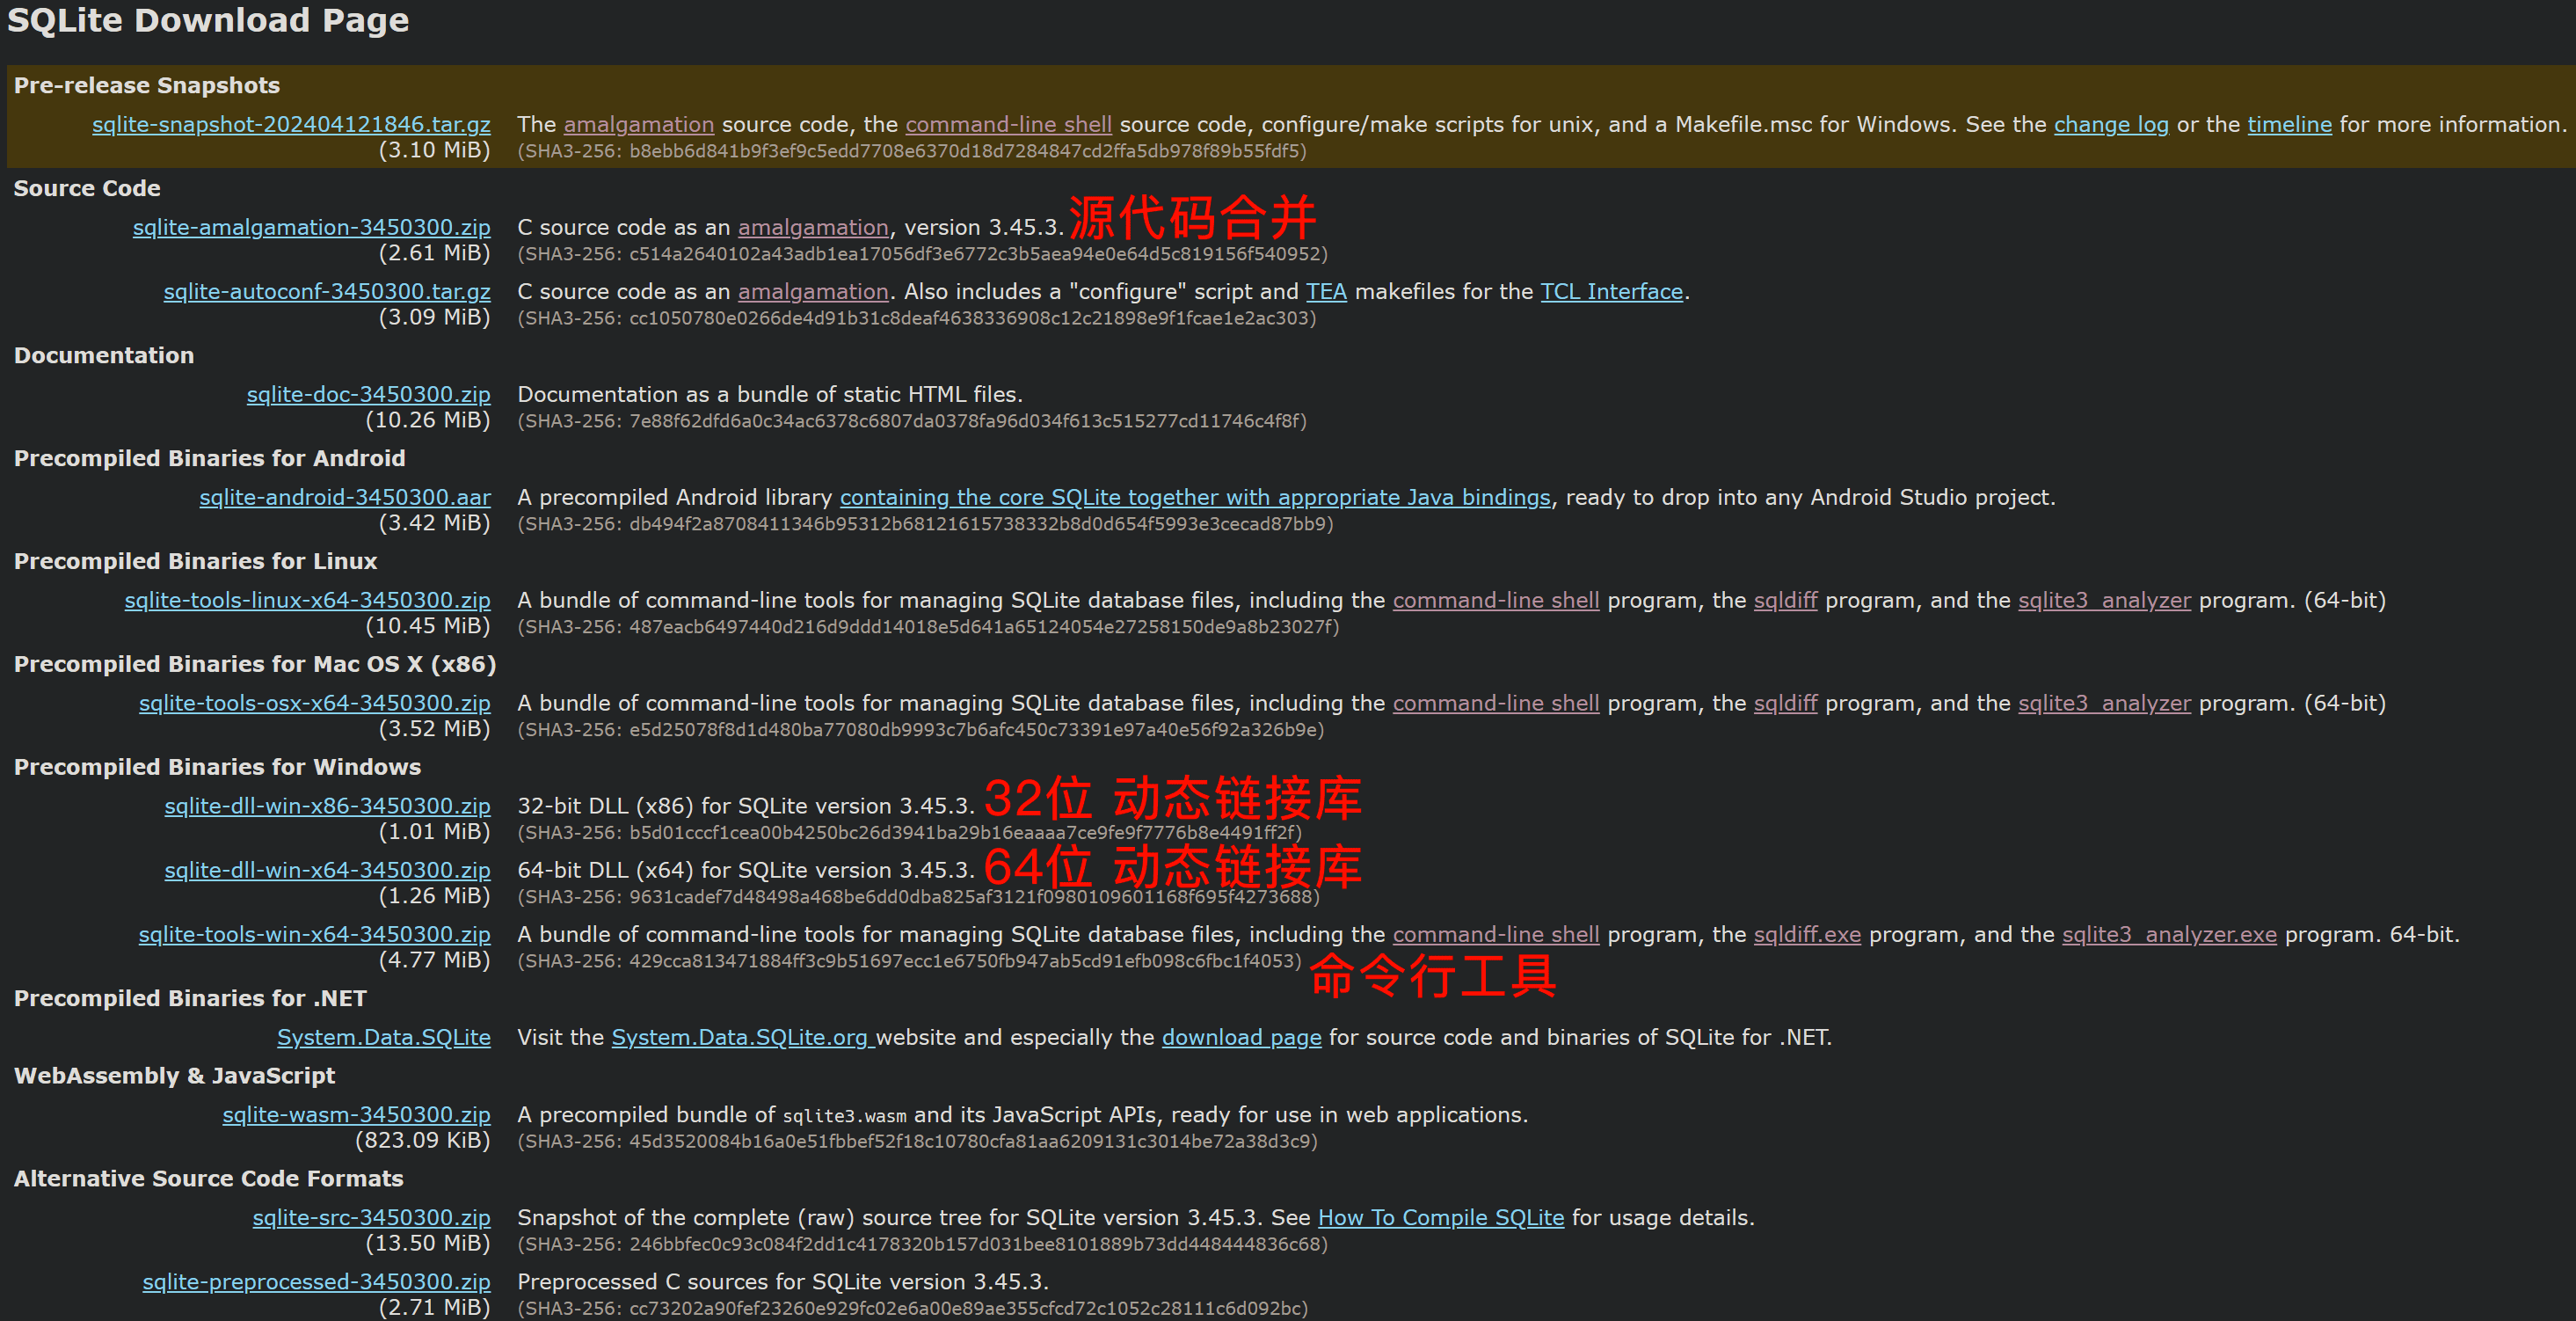 SQLite Download Page
Pre-release Snapshots
sqlite-snapshot-202404121846.tar.gz The amalgamation source code, the command-line shell source code, configure/make scripts for unix, and a Makefile.msc for Windows. See the change log or the timeline for more information.
(3.10 MiB) (SHA3-256: b8ebb6d841b9f3ef9c5edd7708e6370d18d7284847cd2ffa5db978f89b55fdf5)
Source Code
sqlite-amalgamation-3450300.zip C source code as an amalgamation, version 3.45.3. 源代码合并
(2.61 MiB) (SHA3-256: c514a2640102a43adb1ea17056df3e6772c3b5aea94e0e64d5c819156f540952)
sqlite-autoconf-3450300.tar.gz C source code as an amalgamation. Also includes a "configure" script and TEA makefiles for the TCL Interface.
(3.09 MiB) (SHA3-256: cc1050780e0266de4d91b31c8deaf4638336908c12c21898e9f1fcae1e2ac303)
Documentation
sqlite-doc-3450300.zip Documentation as a bundle of static HTML files.
(10.26 MiB) (SHA3-256: 7e88f62dfd6a0c34ac6378c6807da0378fa96d034f613c515277cd11746c4f8f)
Precompiled Binaries for Android
sqlite-android-3450300.aar A precompiled Android library containing the core SQLite together with appropriate Java bindings, ready to drop into any Android Studio project.
(3.42 MiB) (SHA3-256: db494f2a8708411346b95312b68121615738332b8d0d654f5993e3cecad87bb9)
Precompiled Binaries for Linux
sqlite-tools-linux-x64-3450300.zip A bundle of command-line tools for managing SQLite database files, including the command-line shell program, the sqldiff program, and the sqlite3_analyzer program. (64-bit)
(10.45 MiB) (SHA3-256: 487eacb6497440d216d9ddd14018e5d641a65124054e27258150de9a8b23027f)
Precompiled Binaries for Mac OS X (x86)
sqlite-tools-osx-x64-3450300.zip A bundle of command-line tools for managing SQLite database files, including the command-line shell program, the sqldiff program, and the sqlite3_analyzer program. (64-bit)
(3.52 MiB) (SHA3-256: e5d25078f8d1d480ba77080db9993c7b6afc450c73391e97a40e56f92a326b9e)
Precompiled Binaries for Windows
sqlite-dll-win-x86-3450300.zip 32-bit DLL (x86) for SQLite version 3.45.3. 32位 动态链接库
(1.01 MiB) (SHA3-256: b5d01cccf1cea00b4250bc26d3941ba29b16eaaaa7ce9fe9f7776b8e4491ff2f)
sqlite-dll-win-x64-3450300.zip 64-bit DLL (x64) for SQLite version 3.45.3. 64位 动态链接库
(1.26 MiB) (SHA3-256: 9631cadef7d48498a468be6dd0dba825af3121f0980109601168f695f4273688)
sqlite-tools-win-x64-3450300.zip A bundle of command-line tools for managing SQLite database files, including the command-line shell program, the sqldiff.exe program, and the sqlite3_analyzer.exe program. 64-bit.
(4.77 MiB) (SHA3-256: 429cca813471884ff3c9b51697ecc1e6750fb947ab5cd91efb098c6fbc1f4053) 命令行工具
Precompiled Binaries for .NET
System.Data.SQLite Visit the System.Data.SQLite.org website and especially the download page for source code and binaries of SQLite for .NET.
WebAssembly & JavaScript
sqlite-wasm-3450300.zip A precompiled bundle of sqlite3.wasm and its JavaScript APIs, ready for use in web applications.
(823.09 KiB) (SHA3-256: 45d3520084b16a0e51fbbef52f18c10780cfa81aa6209131c3014be72a38d3c9)
Alternative Source Code Formats
sqlite-src-3450300.zip Snapshot of the complete (raw) source tree for SQLite version 3.45.3. See How To Compile SQLite for usage details.
(13.50 MiB) (SHA3-256: 246bbfec0c93c084f2dd1c4178320b157d031bee8101889b73dd448444836c68)
sqlite-preprocessed-3450300.zip Preprocessed C sources for SQLite version 3.45.3.
(2.71 MiB) (SHA3-256: cc73202a90fef23260e929fc02e6a00e89ae355cfcd72c1052c28111c6d092bc)